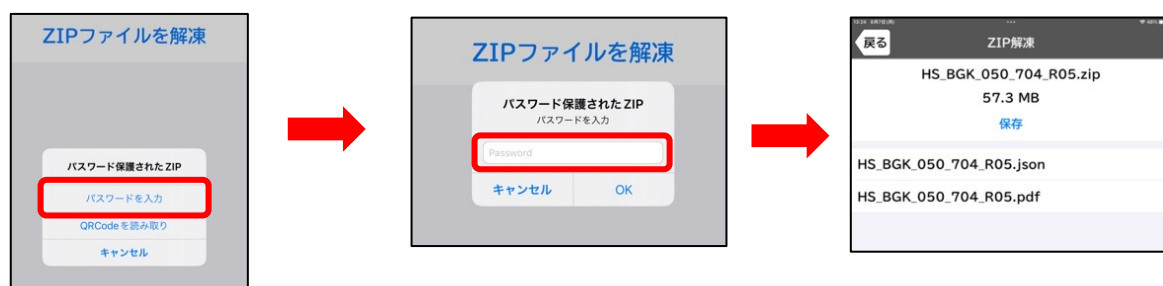 ZIPファイルを解凍
パスワード保護されたZIP
パスワードを入力
QRCodeを読み取り
キャンセル
ZIPファイルを解凍
パスワード保護されたZIP
パスワードを入力
Password
キャンセル OK
戻る ZIP解凍
HS_BGK_050_704_R05.zip
57.3 MB
保存
HS_BGK_050_704_R05.json
HS_BGK_050_704_R05.pdf